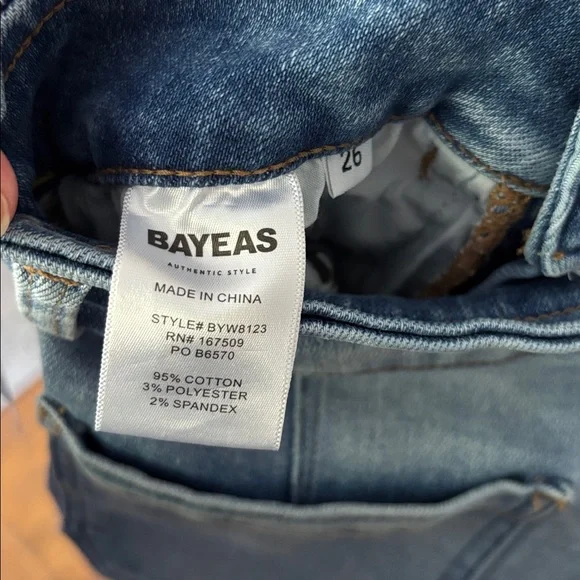 26
BAYEAS
AUTHENTIC STYLE
MADE IN CHINA
STYLE# BYW8123
RN# 167509
PO B6570
95% COTTON
3% POLYESTER
2% SPANDEX